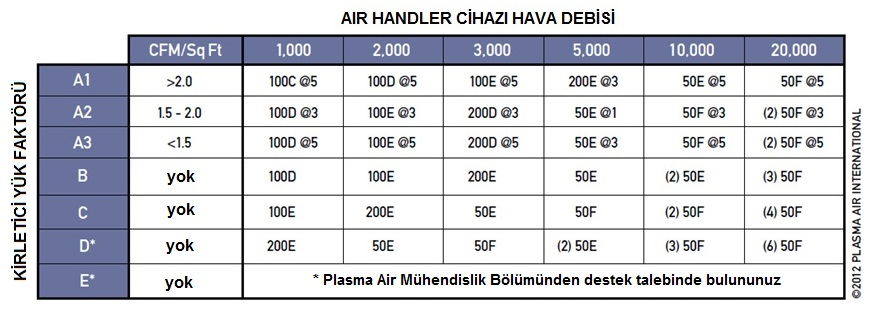 AIR HANDLER CİHAZI HAVA DEBİSİ
KİRLETİCİ YÜK FAKTÖRÜ
CFM/Sq Ft 1,000 2,000 3,000 5,000 10,000 20,000
A1 >2.0 100C @5 100D @5 100E @5 200E @3 50E @5 50F @5
A2 1.5 - 2.0 100D @3 100E @3 200D @3 50E @1 50F @3 (2) 50F @3
A3 <1.5 100D @5 100E @5 200D @5 50E @3 50F @5 (2) 50F @5
B yok 100D 100E 200E 50E (2) 50F (3) 50F
C yok 100E 200E 50E 50F (2) 50F (4) 50F
D* yok 200E 50E 50F (2) 50E (3) 50F (6) 50F
E* yok * Plasma Air Mühendislik Bölümünden destek talebinde bulununuz
©2012 PLASMA AIR INTERNATIONAL